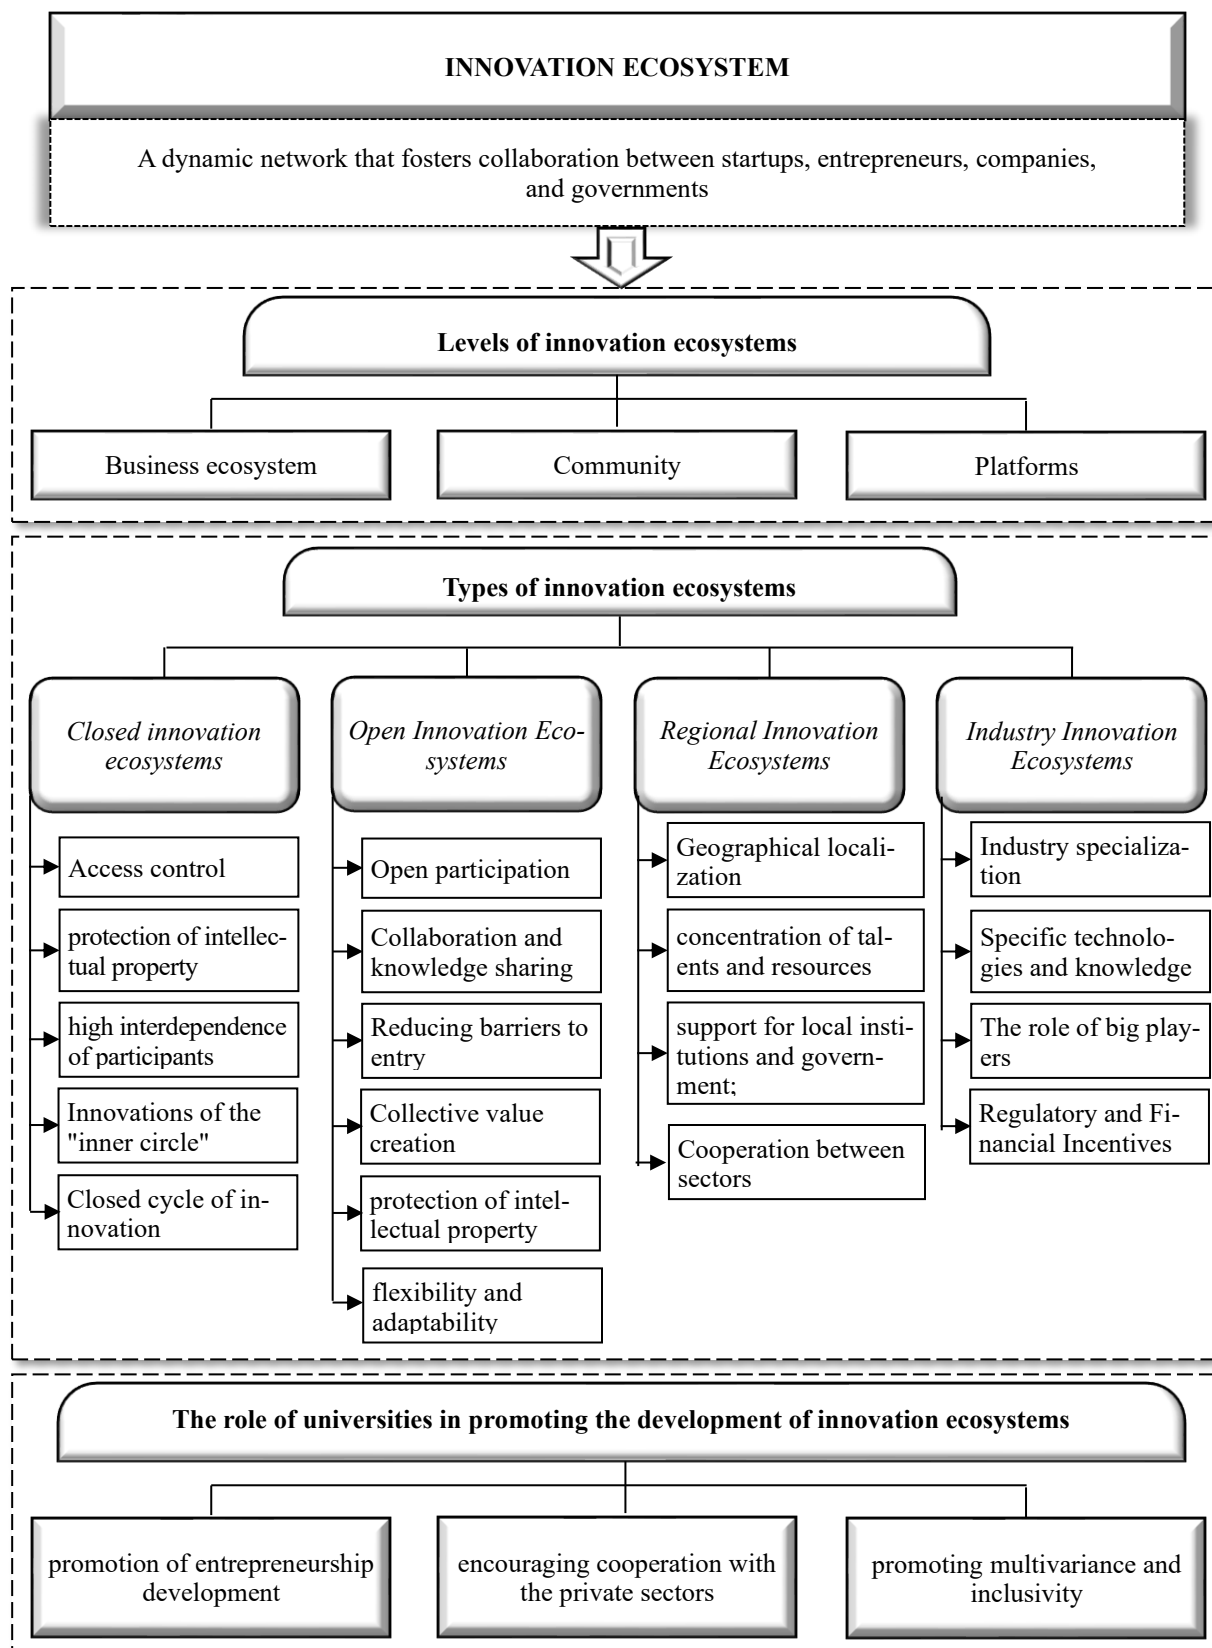 INNOVATION ECOSYSTEM
A dynamic network that fosters collaboration between startups, entrepreneurs, companies,
and governments
Levels of innovation ecosystems
Business ecosystem
Community
Platforms
Types of innovation ecosystems
Closed innovation
ecosystems
Access control
protection of intellec-
tual property
high interdependence
of participants
Innovations of the
"inner circle"
Closed cycle of in-
novation
Open Innovation Eco-
systems
Open participation
Collaboration and
knowledge sharing
Reducing barriers to
entry
Collective value
creation
protection of intel-
lectual property
flexibility and
adaptability
Regional Innovation
Ecosystems
Geographical locali-
zation
concentration of tal-
ents and resources
support for local insti-
tutions and govern-
ment;
Cooperation between
sectors
Industry Innovation
Ecosystems
Industry specializa-
tion
Specific technolo-
gies and knowledge
The role of big play-
ers
Regulatory and Fi-
nancial Incentives
The role of universities in promoting the development of innovation ecosystems
promotion of entrepreneurship
development
encouraging cooperation with
the private sectors
promoting multivariance and
inclusivity